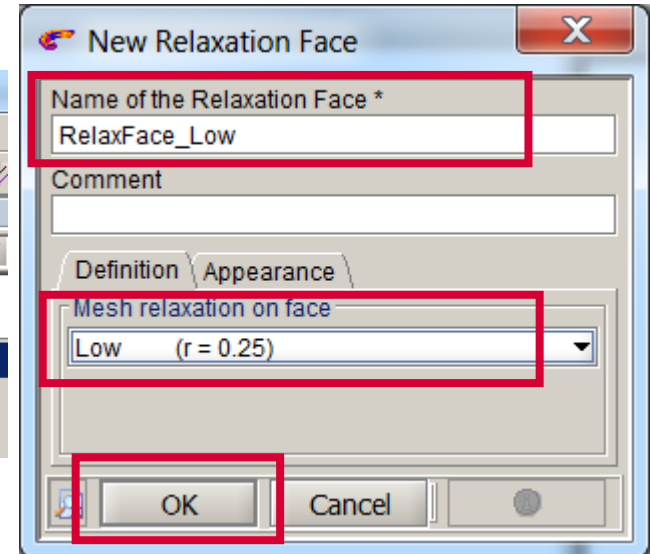 New Relaxation Face
Name of the Relaxation Face *
RelaxFace_Low
Comment
Definition Appearance
Mesh relaxation on face
Low (r = 0.25)
OK Cancel